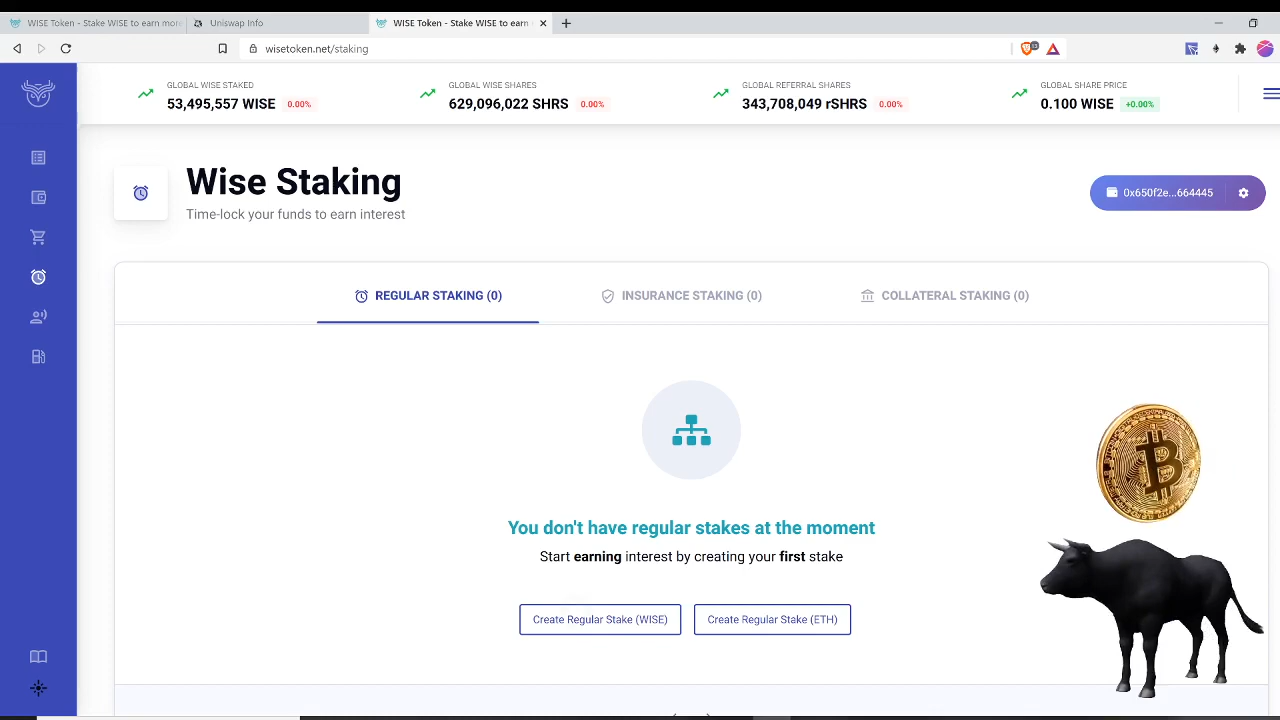 WISE Token - Stake WISE to earn mor
Uniswap Info
WISE Token - Stake WISE to earn
wisetoken.net/staking
GLOBAL WISE STAKED
53,495,557 WISE 0.00%
GLOBAL WISE SHARES
629,096,022 SHRS 0.00%
GLOBAL REFERRAL SHARES
343,708,049 rSHRS 0.00%
GLOBAL SHARE PRICE
0.100 WISE +0.00%
Wise Staking
Time-lock your funds to earn interest
0x650f2e...664445
REGULAR STAKING (0)
INSURANCE STAKING (0)
COLLATERAL STAKING (0)
You don't have regular stakes at the moment
Start earning interest by creating your first stake
Create Regular Stake (WISE)
Create Regular Stake (ETH)